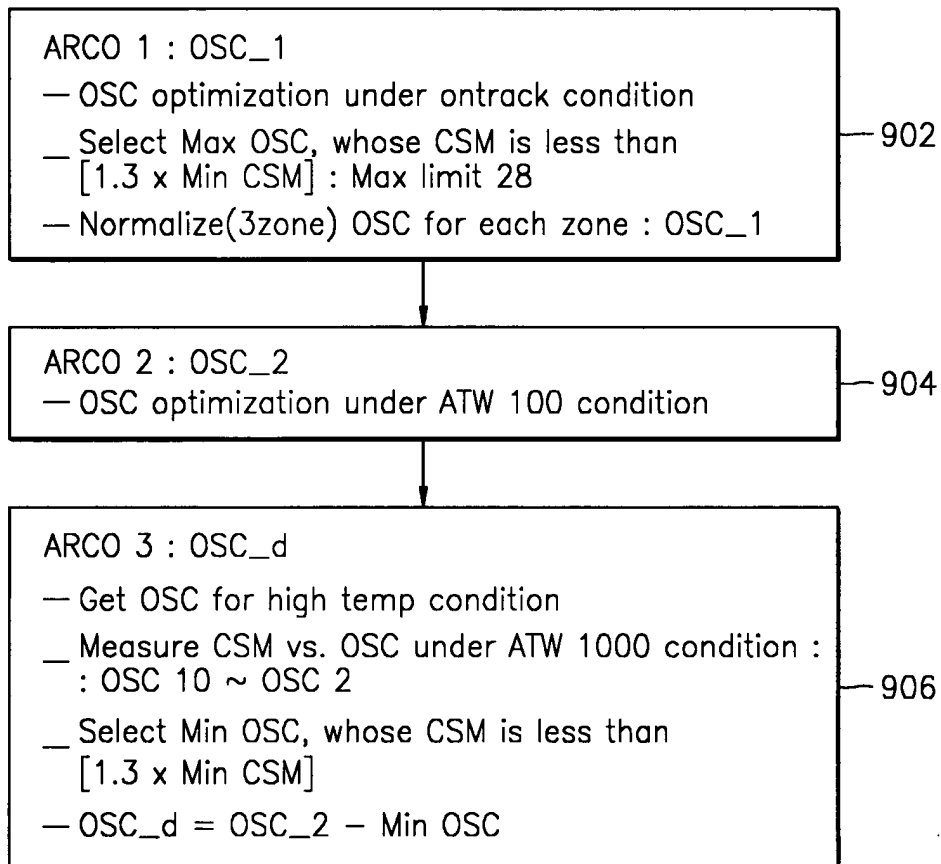 ARCO 1 : OSC_1
— OSC optimization under ontrack condition
— Select Max OSC, whose CSM is less than
[1.3 x Min CSM] : Max limit 28
— Normalize(3zone) OSC for each zone : OSC_1
902
ARCO 2 : OSC_2
— OSC optimization under ATW 100 condition
904
ARCO 3 : OSC_d
— Get OSC for high temp condition
— Measure CSM vs. OSC under ATW 1000 condition :
: OSC 10 ~ OSC 2
— Select Min OSC, whose CSM is less than
[1.3 x Min CSM]
— OSC_d = OSC_2 – Min OSC
906